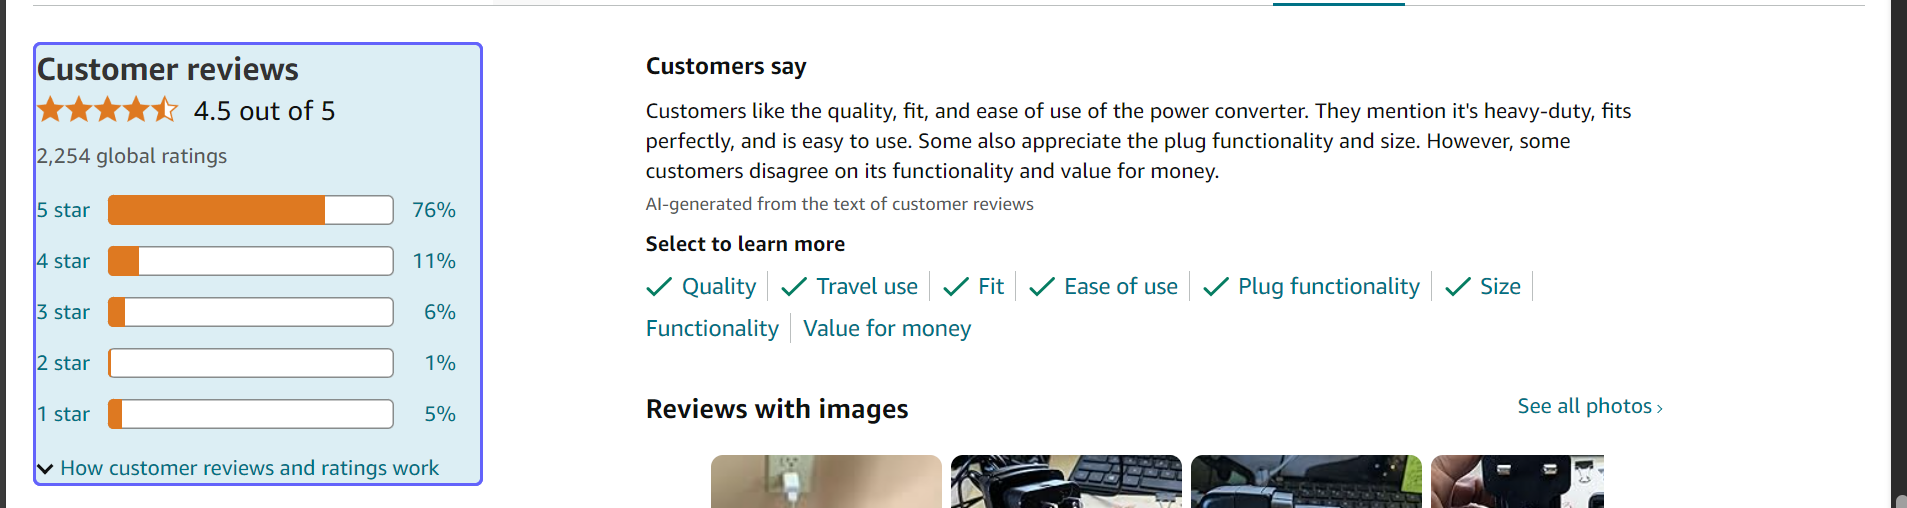 Customer reviews
4.5 out of 5
2,254 global ratings
5 star 76%
4 star 11%
3 star 6%
2 star 1%
1 star 5%
How customer reviews and ratings work
Customers say
Customers like the quality, fit, and ease of use of the power converter. They mention it's heavy-duty, fits
perfectly, and is easy to use. Some also appreciate the plug functionality and size. However, some
customers disagree on its functionality and value for money.
AI-generated from the text of customer reviews
Select to learn more
Quality Travel use Fit Ease of use Plug functionality Size
Functionality Value for money
Reviews with images
See all photos ›